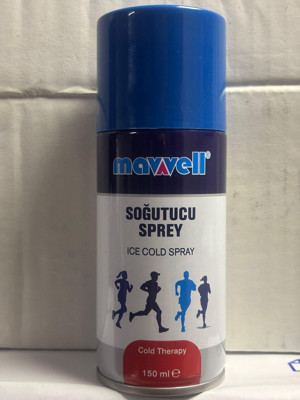 mavvell®
SOĞUTUCU
SPREY
ICE COLD SPRAY
Cold Therapy
150 ml ℮